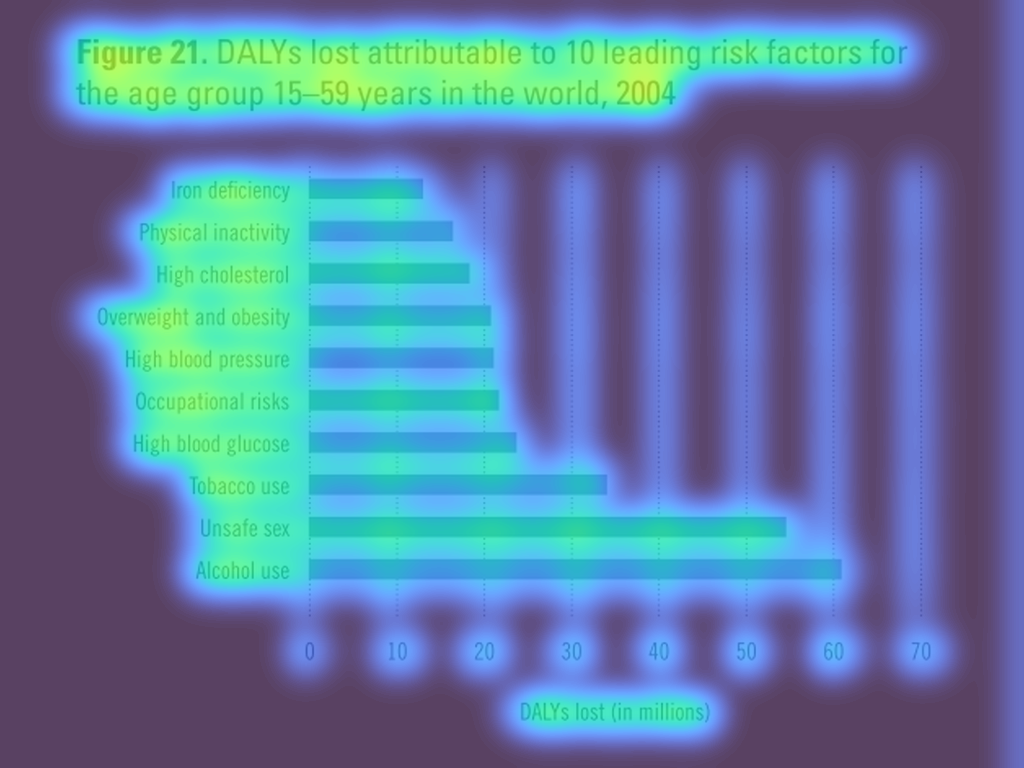 Figure 21. DALYs lost attributable to 10 leading risk factors for
the age group 15–59 years in the world, 2004
Iron deficiency
Physical inactivity
High cholesterol
Overweight and obesity
High blood pressure
Occupational risks
High blood glucose
Tobacco use
Unsafe sex
Alcohol use
0 10 20 30 40 50 60 70
DALYs lost (in millions)